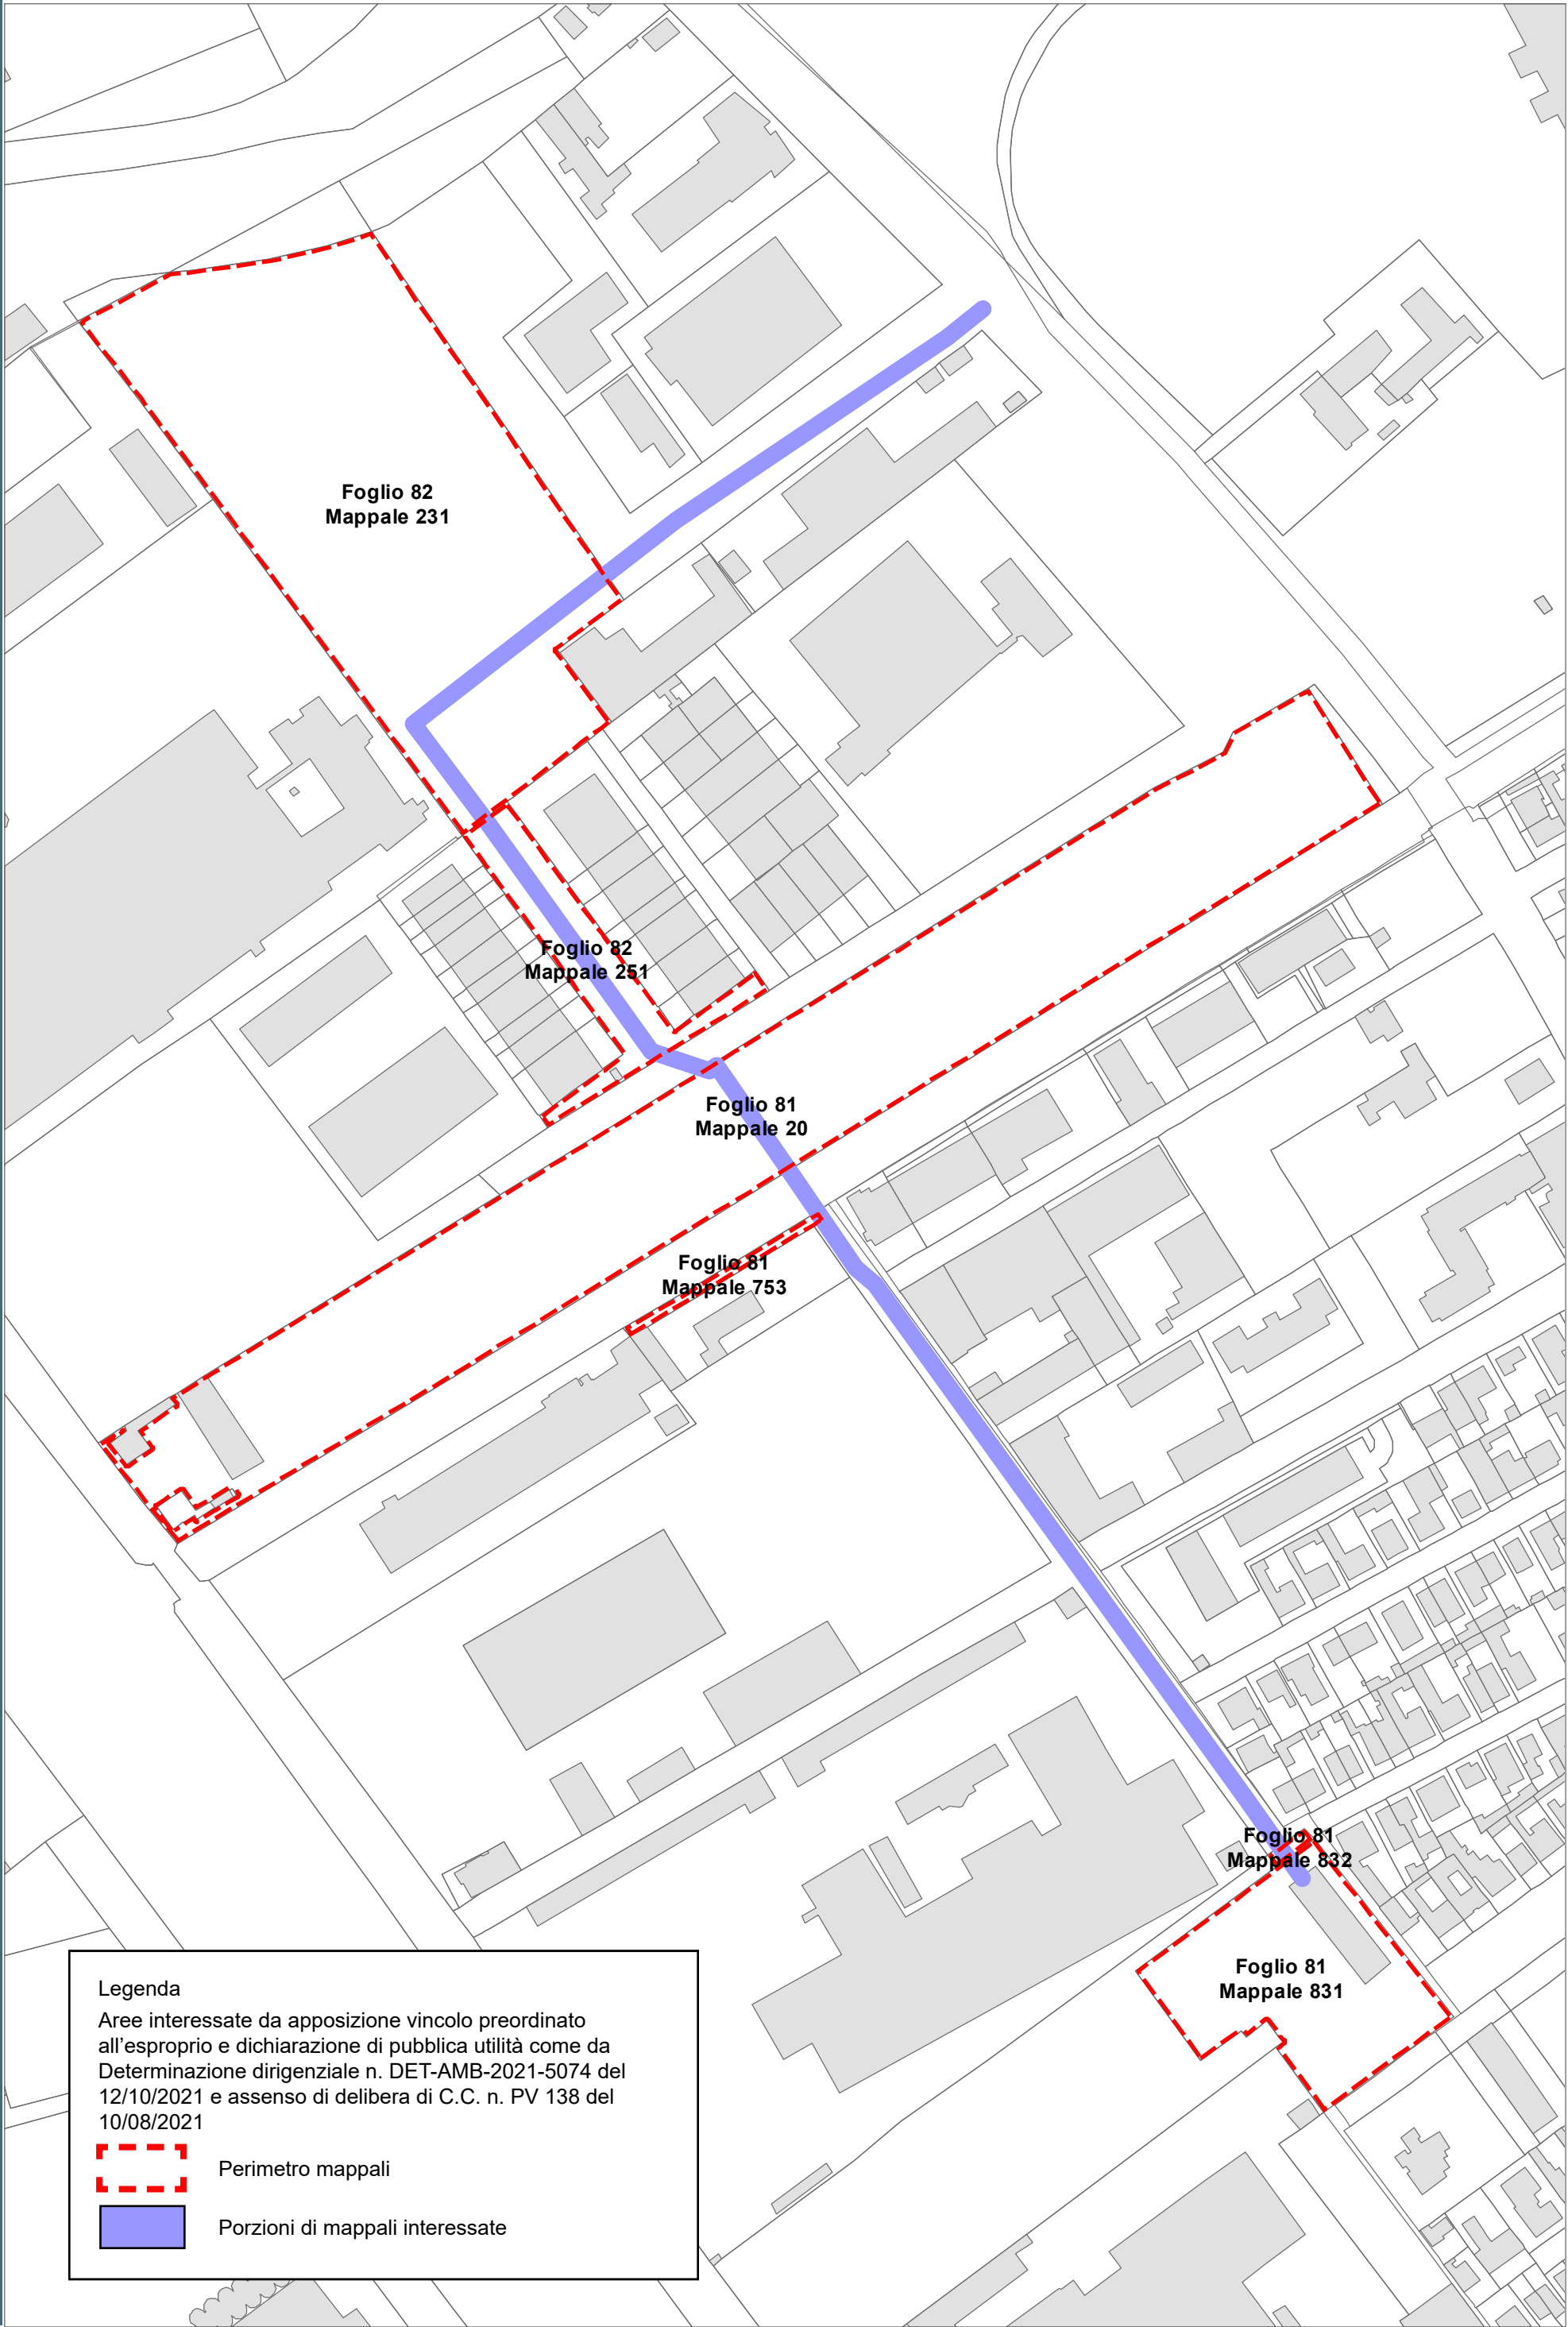 Foglio 82
Mappale 231
Foglio 82
Mappale 251
Foglio 81
Mappale 20
Foglio 81
Mappale 753
Foglio 81
Mappale 832
Foglio 81
Mappale 831
Legenda
Aree interessate da apposizione vincolo preordinato
all'esproprio e dichiarazione di pubblica utilità come da
Determinazione dirigenziale n. DET-AMB-2021-5074 del
12/10/2021 e assenso di delibera di C.C. n. PV 138 del
10/08/2021
Perimetro mappali
Porzioni di mappali interessate